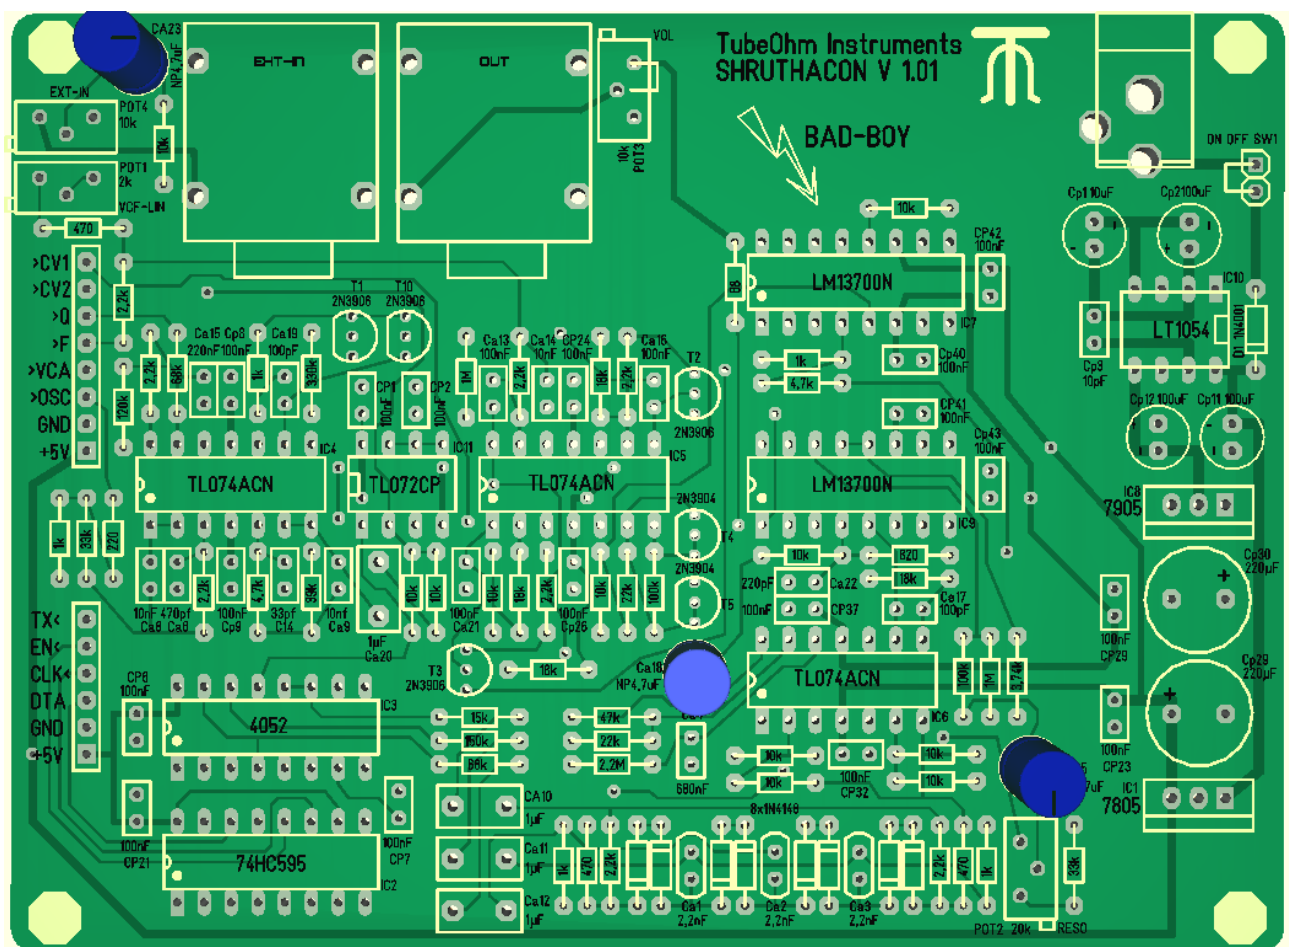 CA23
NP4,7uF
EXT-IN
POT4
10k
10k
POT1
2k
VCF-LIN
470
EXT-IN
OUT
VOL
10k
POT3
TubeOhm Instruments
SHRUTHACON V 1.01
BAD-BOY
ON OFF SW1
Cp1 10uF
Cp2 100uF
IC10
LT1054
D1 1N4001
Cp3
10pF
Cp12 100uF
Cp11 100uF
10k
CP42
100nF
LM13700N
IC7
68
>CV1
>CV2
>Q
>F
>VCA
>OSC
GND
+5V
2,2k
120k
T1
2N3906
T10
2N3906
Ca15
220nF
Cp8
100nF
Ca19
100pF
2,2k
68k
1k
330k
CP1
100nF
CP2
100nF
Ca13
100nF
Ca14
10nF
CP24
100nF
Ca16
100nF
1M
2,2k
18k
2,2k
T2
2N3906
1k
4,7k
Cp40
100nF
CP41
100nF
Cp43
100nF
TL074ACN
IC4
TL072CP
IC11
TL074ACN
IC5
LM13700N
IC9
IC8
7905
1k
33k
220
2N3904
T4
2N3904
T5
10nF
Ca8
470pf
Ca6
2,2k
100nF
Cp9
4,7k
33pf
C14
39k
10nf
Ca9
1µF
Ca20
10k
10k
100nF
Ca21
10k
18k
2,2k
100nF
Cp26
10k
22k
100k
10k
820
18k
220pF
Ca22
100nF
CP37
Ca17
100pF
Cp30
220µF
100nF
CP29
TX<
EN<
CLK<
DTA
GND
+5V
T3
2N3906
18k
Ca18
NP4,7uF
TL074ACN
IC6
100k
1M
3,74k
Cp29
220µF
100nF
CP23
CP6
100nF
4052
IC3
15k
150k
47k
22k
2,2M
680nF
10k
10k
100nF
CP32
10k
10k
IC1
7805
100nF
CP21
74HC595
IC2
100nF
CP7
CA10
1µF
Ca11
1µF
Ca12
1µF
8x1N4148
1k
470
2,2k
Ca1
2,2nF
Ca2
2,2nF
Ca3
2,2nF
2,2k
470
1k
33k
POT2 20k
RESO